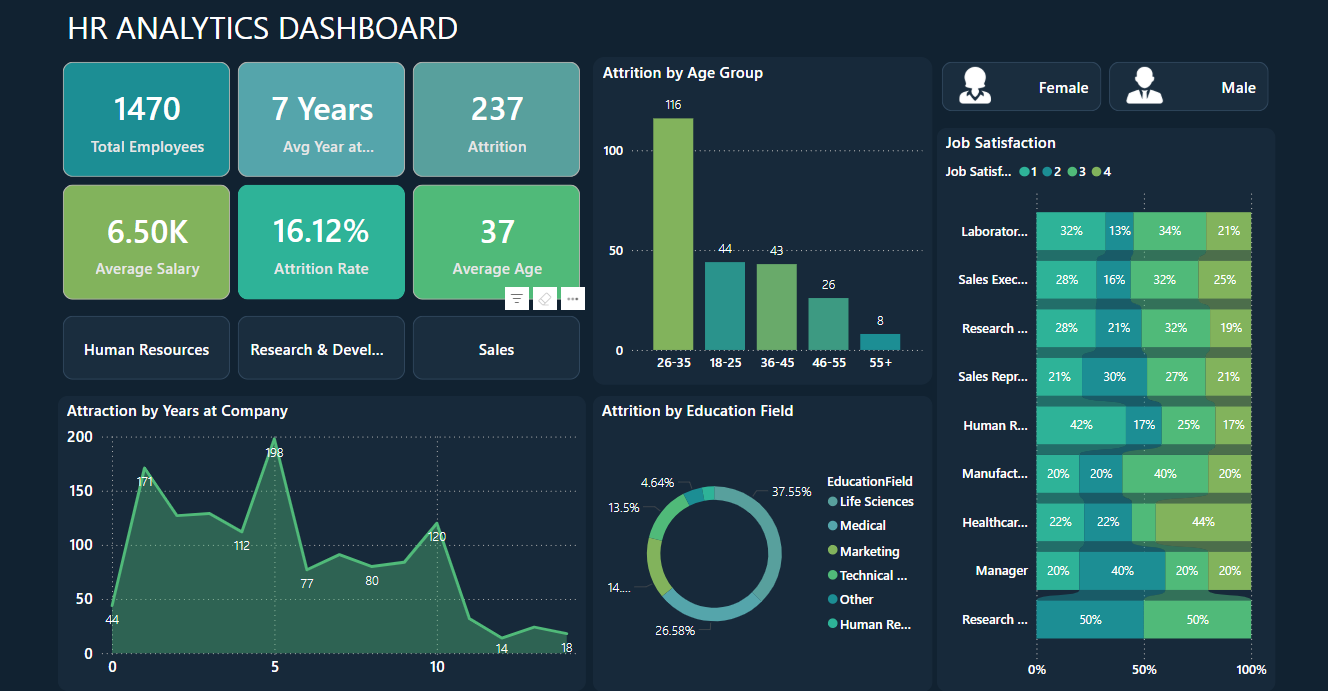 HR ANALYTICS DASHBOARD
1470
Total Employees
7 Years
Avg Year at...
237
Attrition
6.50K
Average Salary
16.12%
Attrition Rate
37
Average Age
Human Resources
Research & Devel...
Sales
Attrition by Age Group
116
100
44
43
50
26
8
0
26-35 18-25 36-45 46-55 55+
Female
Male
Job Satisfaction
Job Satisf... 1 2 3 4
Laborator... 32% 13% 34% 21%
Sales Exec... 28% 16% 32% 25%
Research ... 28% 21% 32% 19%
Sales Repr... 21% 30% 27% 21%
Human R... 42% 17% 25% 17%
Manufact... 20% 20% 40% 20%
Healthcar... 22% 22% 44%
Manager 20% 40% 20% 20%
Research ... 50% 50%
0% 50% 100%
Attraction by Years at Company
200
198
171
150
120
112
100
77
80
50
44
14
18
0
0 5 10
Attrition by Education Field
4.64%
37.55%
13.5%
14....
26.58%
EducationField
Life Sciences
Medical
Marketing
Technical ...
Other
Human Re...